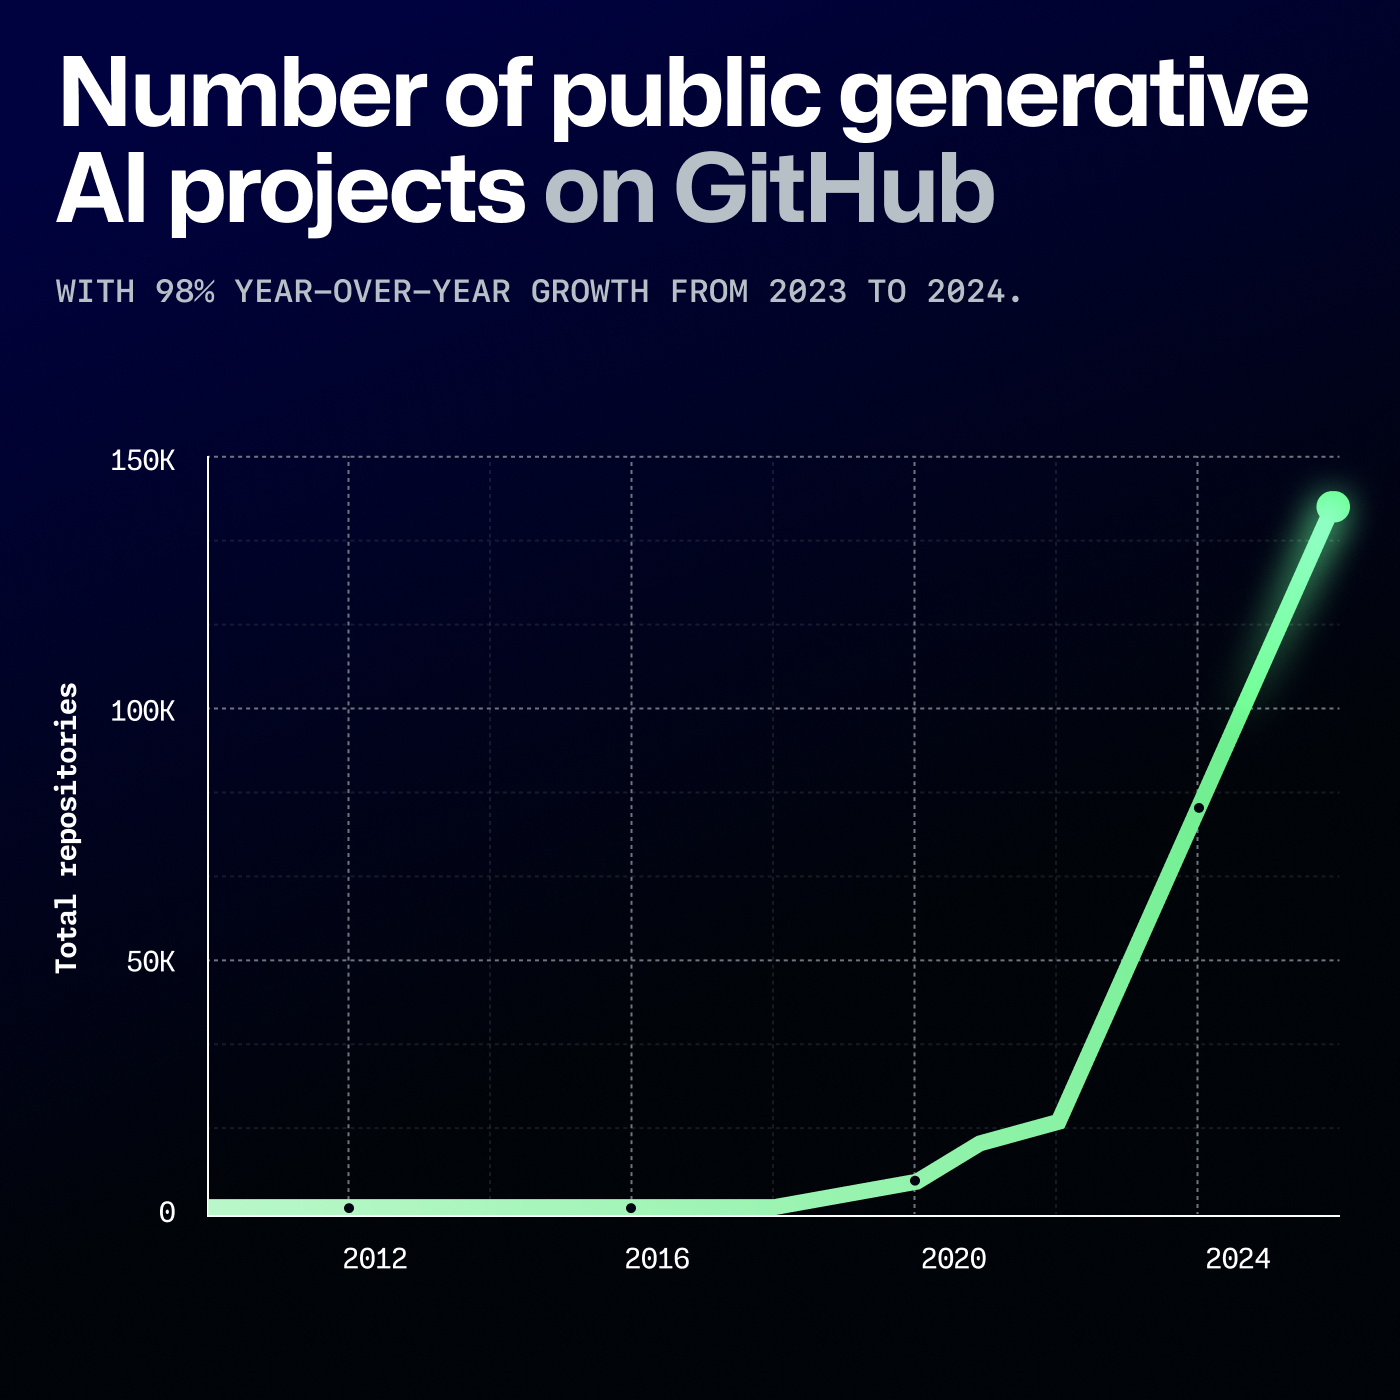 Number of public generative
AI projects on GitHub
WITH 98% YEAR–OVER–YEAR GROWTH FROM 2023 TO 2024.
150K
100K
50K
0
Total repositories
2012
2016
2020
2024